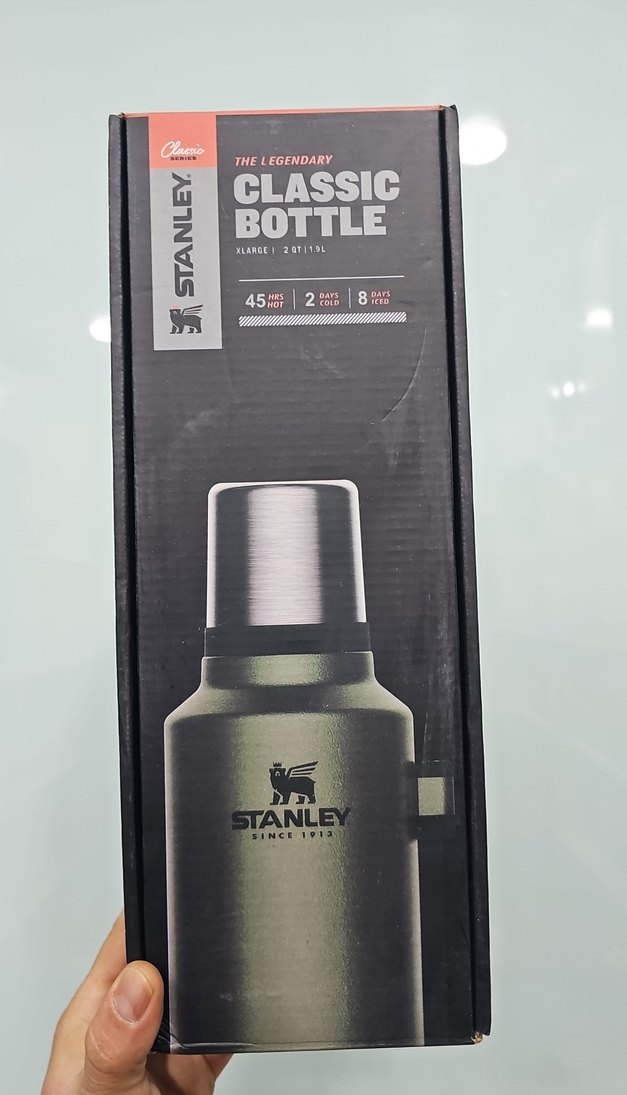 Classic
SERIES
STANLEY®
THE LEGENDARY
CLASSIC
BOTTLE
XLARGE | 2 QT | 1.9L
45 HRS HOT | 2 DAYS COLD | 8 DAYS ICED
STANLEY
SINCE 1913